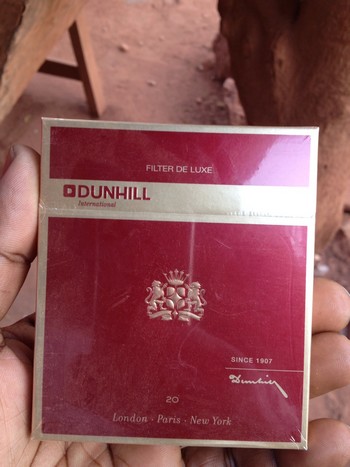 FILTER DE LUXE
DUNHILL
International
SINCE 1907
Dunhill
20
London · Paris · New York